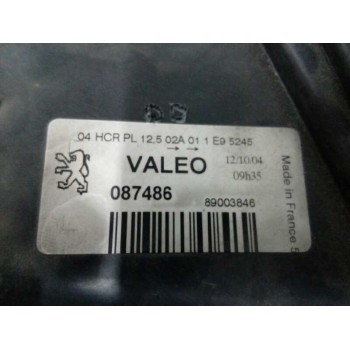 04 HCR PL 12,5 02A 01 1 E9 5245
→ →
VALEO
12/10.04
09h35
087486
89003846
Made in France 5